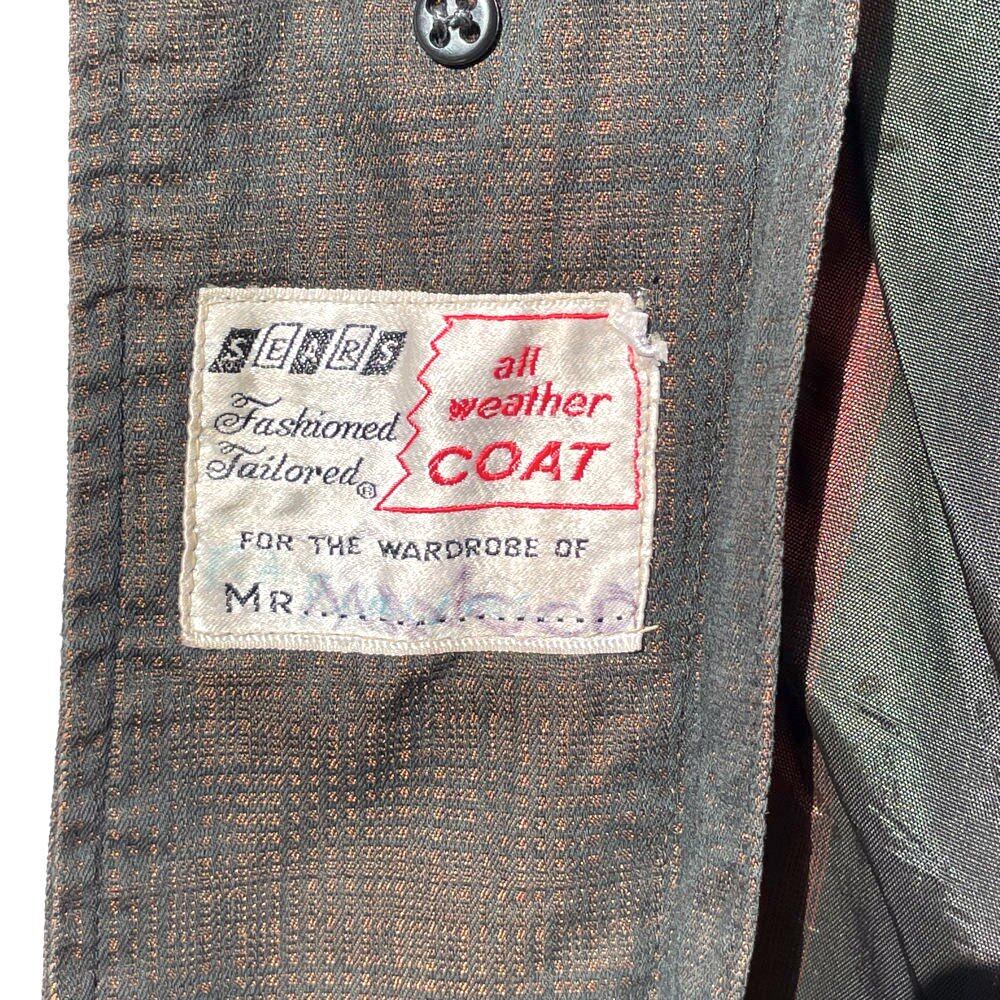 SEARS
Fashioned
Tailored®
all
weather
COAT
FOR THE WARDROBE OF
MR..............................